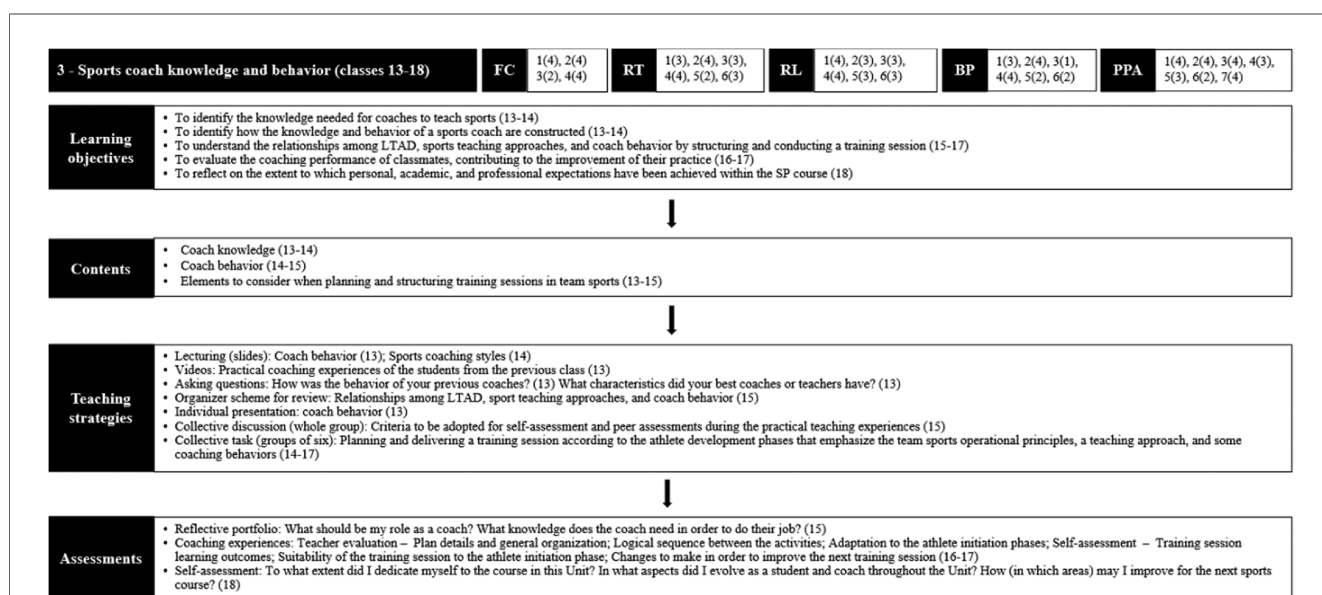 3 - Sports coach knowledge and behavior (classes 13-18)
FC
1(4), 2(4)
3(2), 4(4)
RT
1(3), 2(4), 3(3),
4(4), 5(2), 6(3)
RL
1(4), 2(3), 3(3),
4(4), 5(3), 6(3)
BP
1(3), 2(4), 3(1),
4(4), 5(2), 6(2)
PPA
1(4), 2(4), 3(4), 4(3),
5(3), 6(2), 7(4)
Learning
objectives
• To identify the knowledge needed for coaches to teach sports (13-14)
• To identify how the knowledge and behavior of a sports coach are constructed (13-14)
• To understand the relationships among LTAD, sports teaching approaches, and coach behavior by structuring and conducting a training session (15-17)
• To evaluate the coaching performance of classmates, contributing to the improvement of their practice (16-17)
• To reflect on the extent to which personal, academic, and professional expectations have been achieved within the SP course (18)
Contents
• Coach knowledge (13-14)
• Coach behavior (14-15)
• Elements to consider when planning and structuring training sessions in team sports (13-15)
Teaching
strategies
• Lecturing (slides): Coach behavior (13); Sports coaching styles (14)
• Videos: Practical coaching experiences of the students from the previous class (13)
• Asking questions: How was the behavior of your previous coaches? (13) What characteristics did your best coaches or teachers have? (13)
• Organizer scheme for review: Relationships among LTAD, sport teaching approaches, and coach behavior (15)
• Individual presentation: coach behavior (13)
• Collective discussion (whole group): Criteria to be adopted for self-assessment and peer assessments during the practical teaching experiences (15)
• Collective task (groups of six): Planning and delivering a training session according to the athlete development phases that emphasize the team sports operational principles, a teaching approach, and some
coaching behaviors (14-17)
Assessments
• Reflective portfolio: What should be my role as a coach? What knowledge does the coach need in order to do their job? (15)
• Coaching experiences: Teacher evaluation – Plan details and general organization; Logical sequence between the activities; Adaptation to the athlete initiation phases; Self-assessment – Training session
learning outcomes; Suitability of the training session to the athlete initiation phase; Changes to make in order to improve the next training session (16-17)
• Self-assessment: To what extent did I dedicate myself to the course in this Unit? In what aspects did I evolve as a student and coach throughout the Unit? How (in which areas) may I improve for the next sports
course? (18)